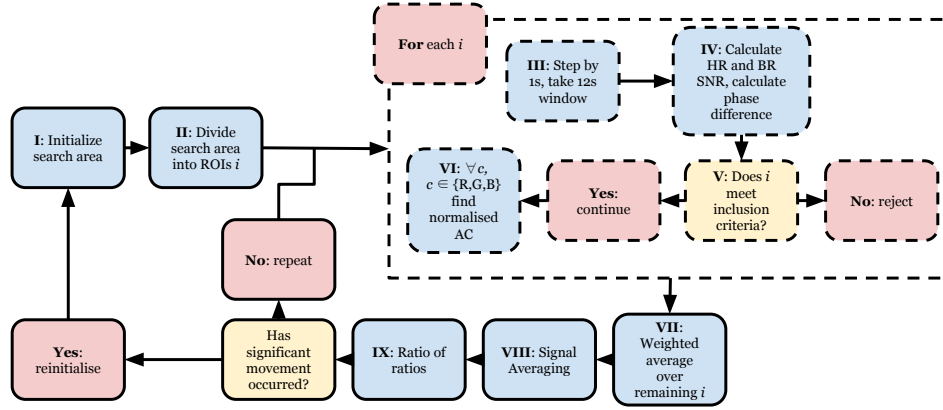 For each i
III: Step by
1s, take 12s
window
IV: Calculate
HR and BR
SNR, calculate
phase
difference
I: Initialize
search area
II: Divide
search area
into ROIs i
VI: ∀c,
c ∈ {R,G,B}
find
normalised
AC
Yes:
continue
V: Does i
meet
inclusion
criteria?
No: reject
No: repeat
Yes:
reinitialise
Has
significant
movement
occurred?
IX: Ratio of
ratios
VIII: Signal
Averaging
VII:
Weighted
average
over
remaining i